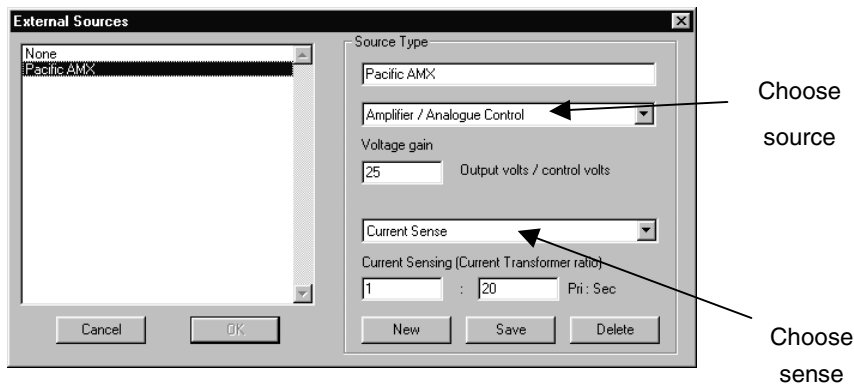 External Sources
None
Pacific AMX
Source Type
Pacific AMX
Amplifier / Analogue Control
Voltage gain
25 Output volts / control volts
Current Sense
Current Sensing (Current Transformer ratio)
1 : 20 Pri : Sec
Cancel OK New Save Delete
Choose
source
Choose
sense